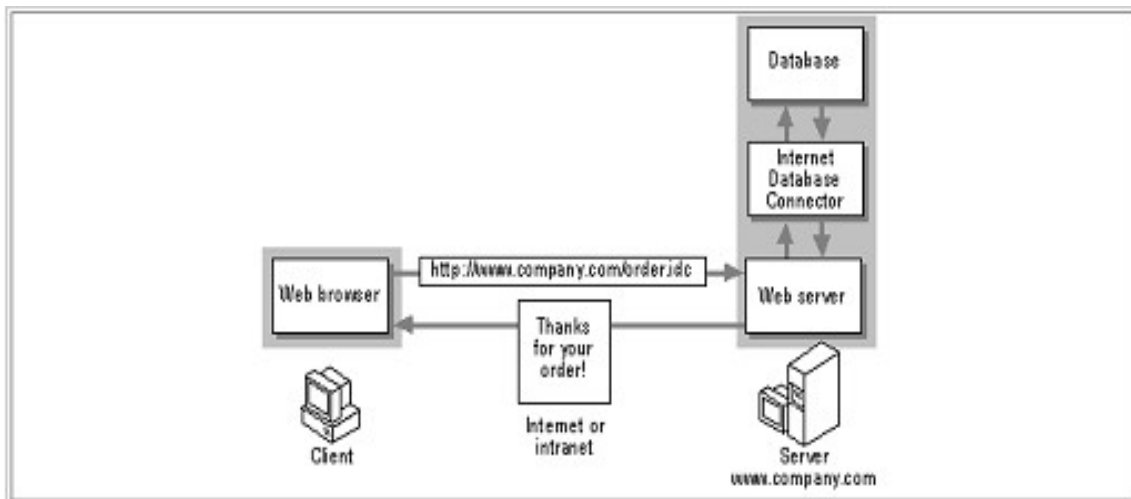 Database
Internet
Database
Connector
http://www.company.com/order.idc
Web browser
Web server
Thanks
for your
order!
Internet or
intranet
Client
Server
www.company.com